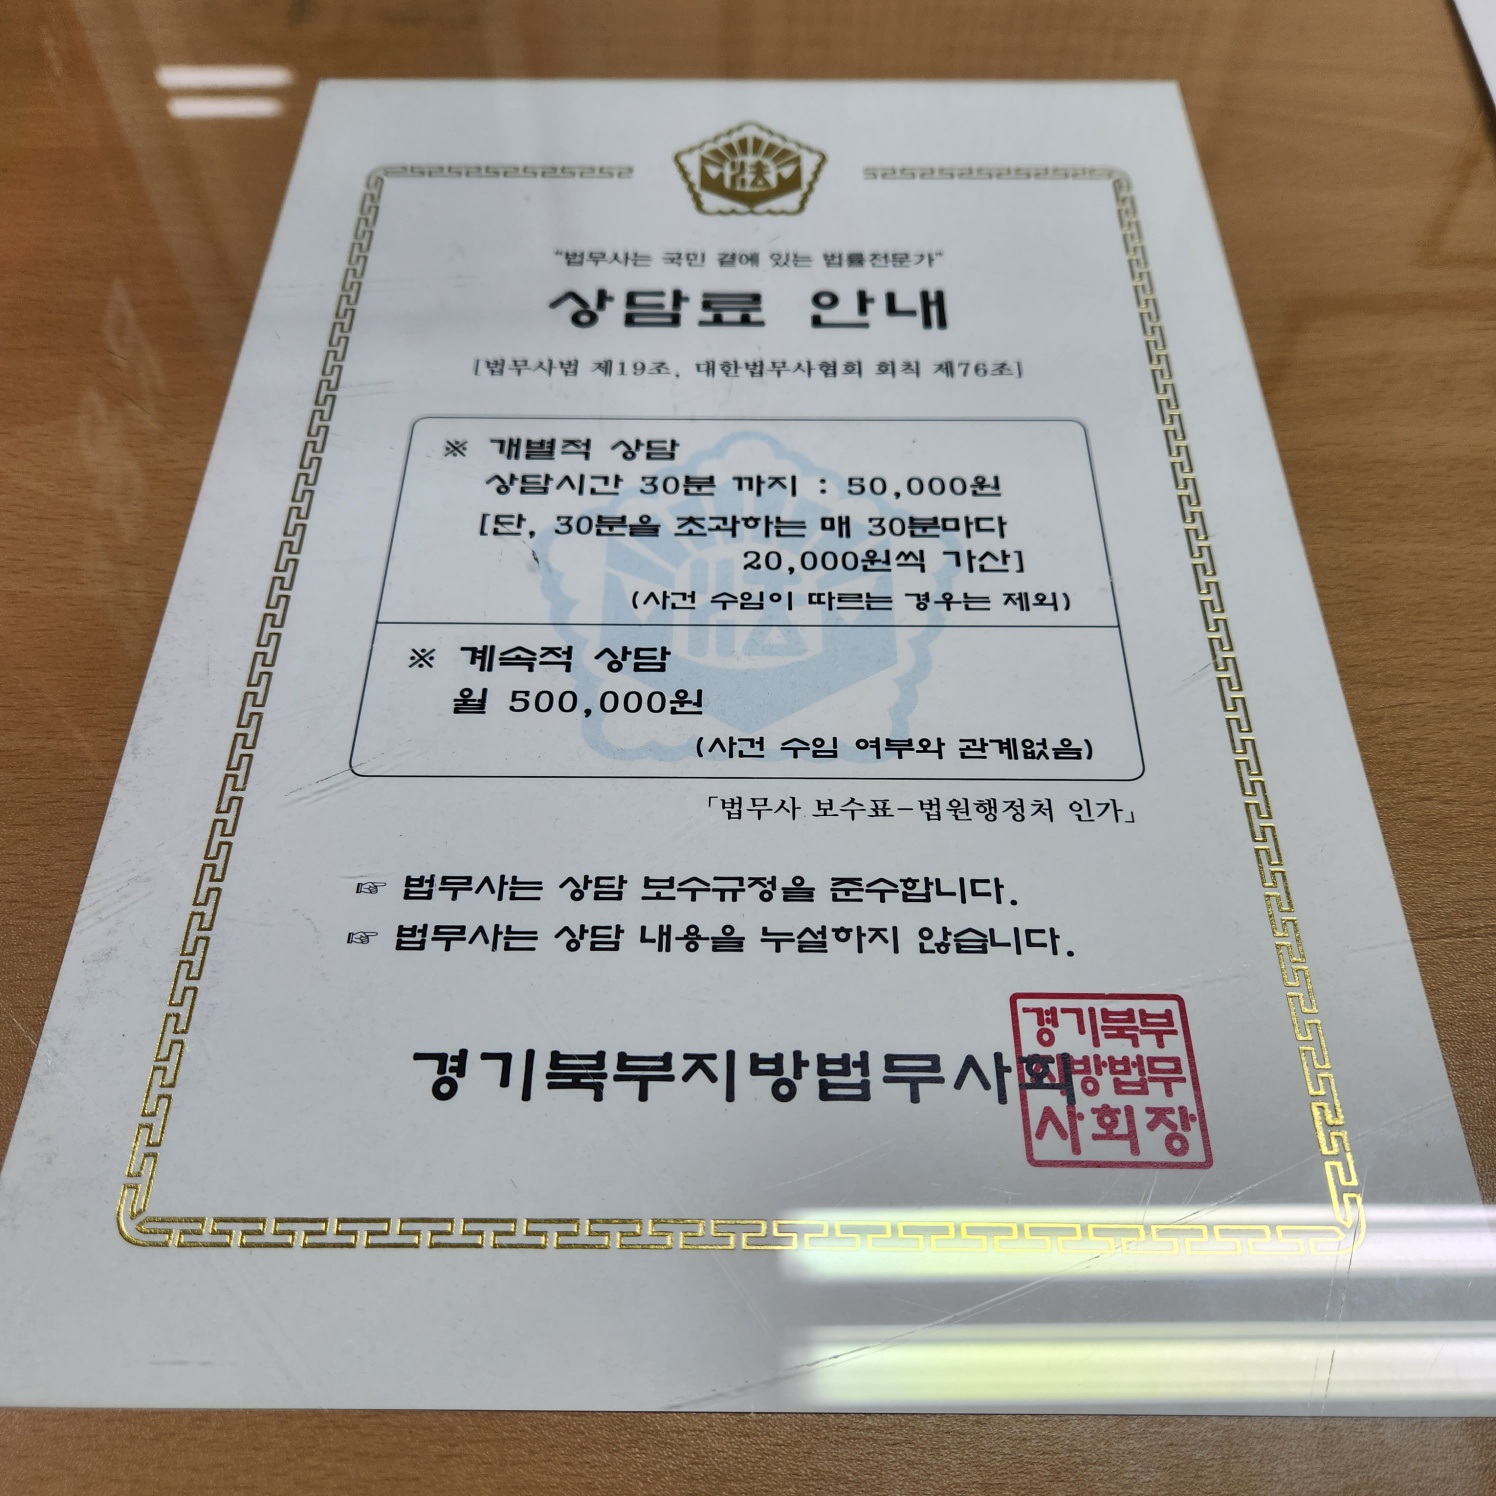 法
"법무사는 국민 곁에 있는 법률전문가"
상담료 안내
[법무사법 제19조, 대한법무사협회 회칙 제76조]
※ 개별적 상담
상담시간 30분 까지 : 50,000원
[단, 30분을 초과하는 매 30분마다
20,000원씩 가산]
(사건 수임이 따르는 경우는 제외)
※ 계속적 상담
월 500,000원
(사건 수임 여부와 관계없음)
「법무사 보수표-법원행정처 인가」
☞ 법무사는 상담 보수규정을 준수합니다.
☞ 법무사는 상담 내용을 누설하지 않습니다.
경기북부지방법무사회
경기북부
지방법무
사회장